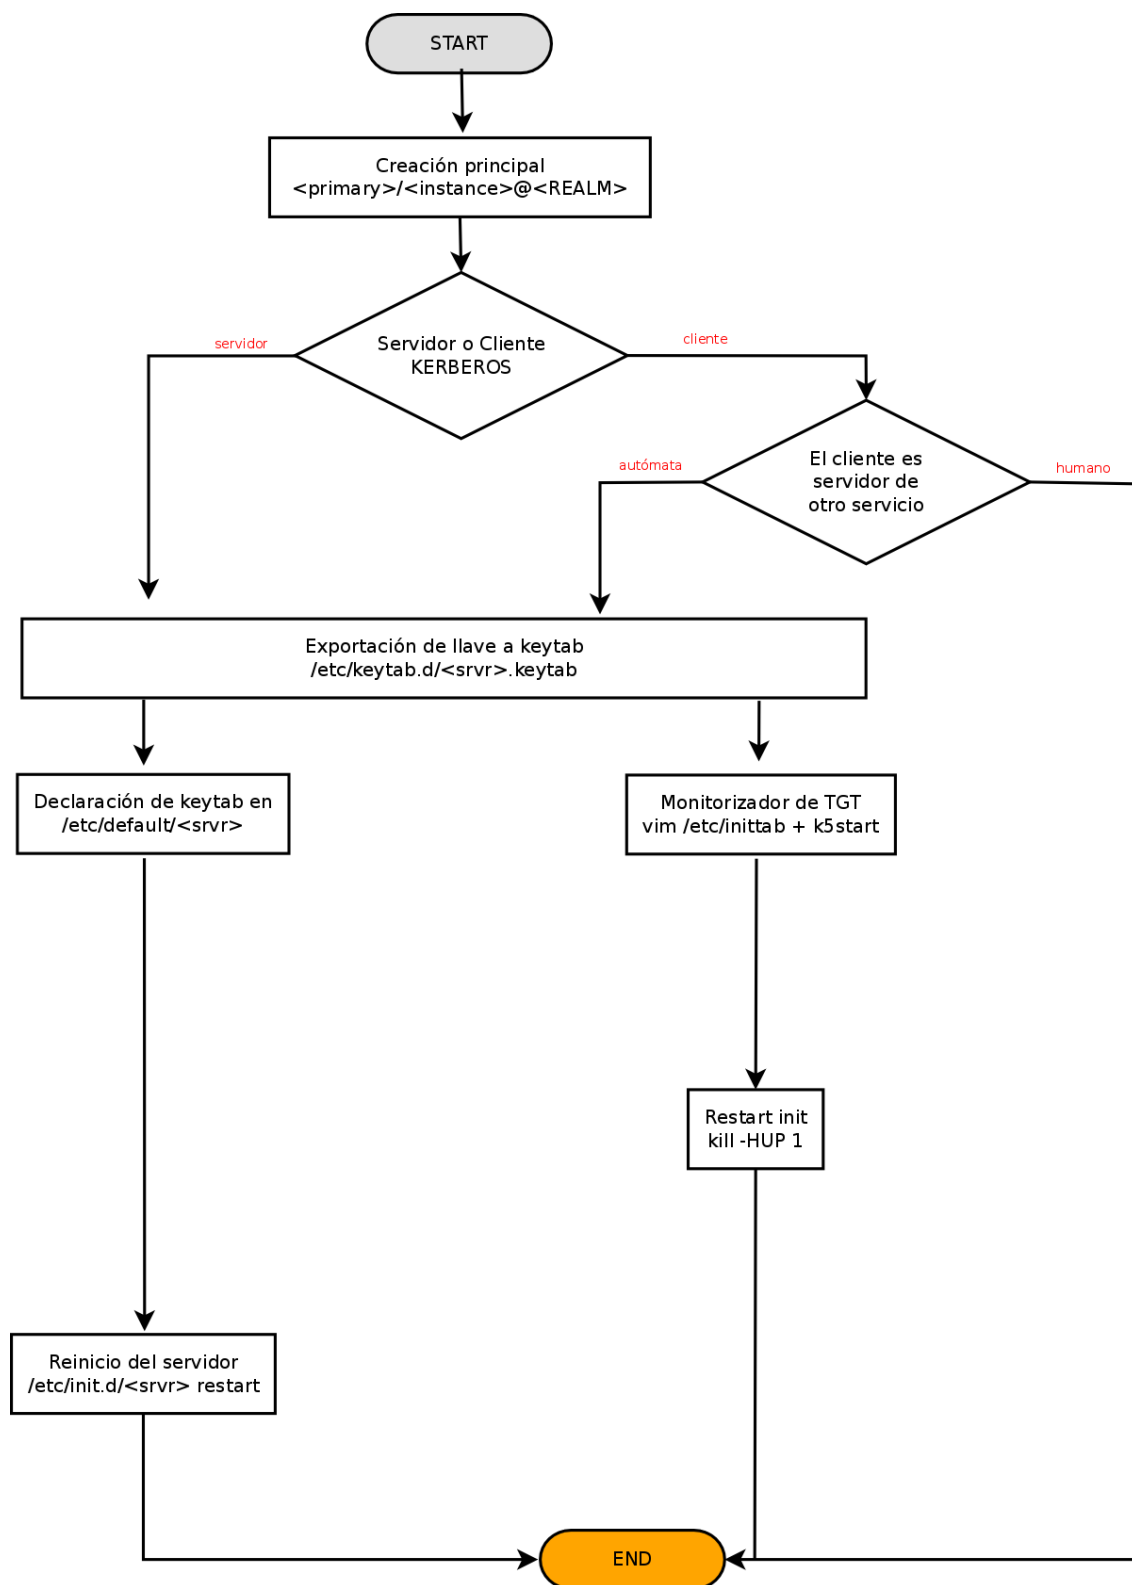 START
Creación principal
<primary>/<instance>@<REALM>
servidor
Servidor o Cliente
KERBEROS
cliente
autómata
El cliente es
servidor de
otro servicio
humano
Exportación de llave a keytab
/etc/keytab.d/<srvr>.keytab
Declaración de keytab en
/etc/default/<srvr>
Monitorizador de TGT
vim /etc/inittab + k5start
Restart init
kill -HUP 1
Reinicio del servidor
/etc/init.d/<srvr> restart
END